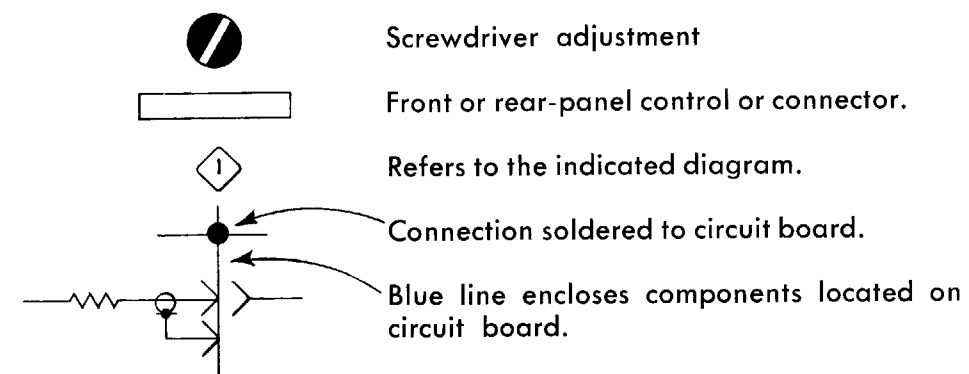 Screwdriver adjustment
Front or rear-panel control or connector.
1
Refers to the indicated diagram.
Connection soldered to circuit board.
Blue line encloses components located on
circuit board.